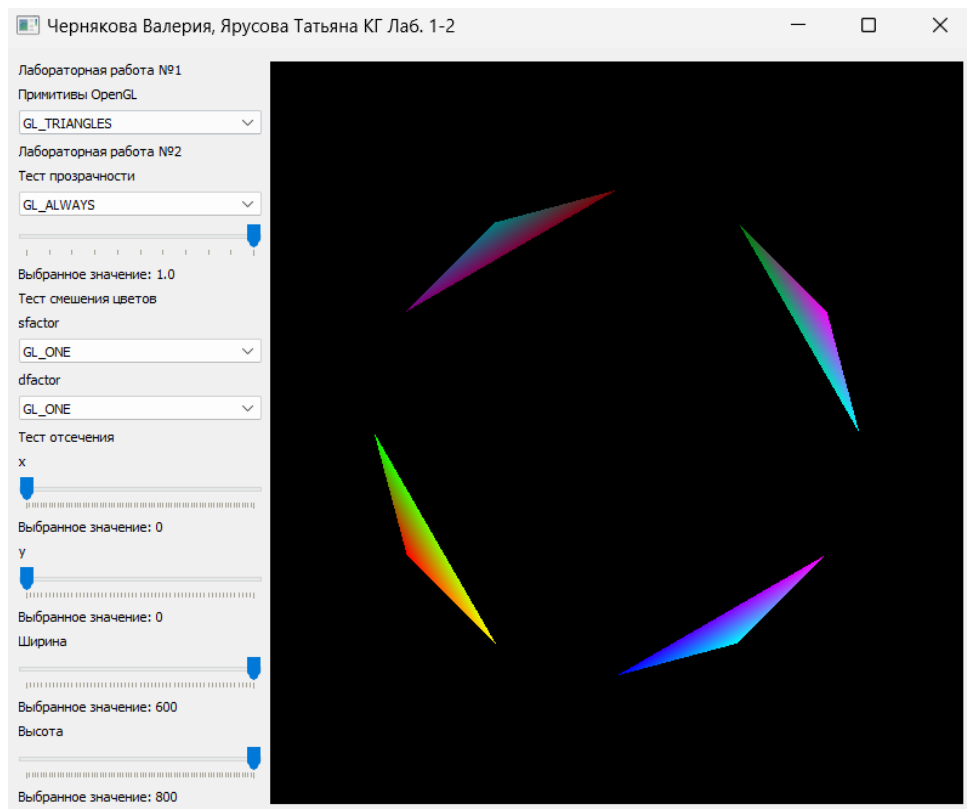 Чернякова Валерия, Ярусова Татьяна КГ Лаб. 1-2
Лабораторная работа №1
Примитивы OpenGL
GL_TRIANGLES
Лабораторная работа №2
Тест прозрачности
GL_ALWAYS
Выбранное значение: 1.0
Тест смешения цветов
sfactor
GL_ONE
dfactor
GL_ONE
Тест отсечения
x
Выбранное значение: 0
y
Выбранное значение: 0
Ширина
Выбранное значение: 600
Высота
Выбранное значение: 800